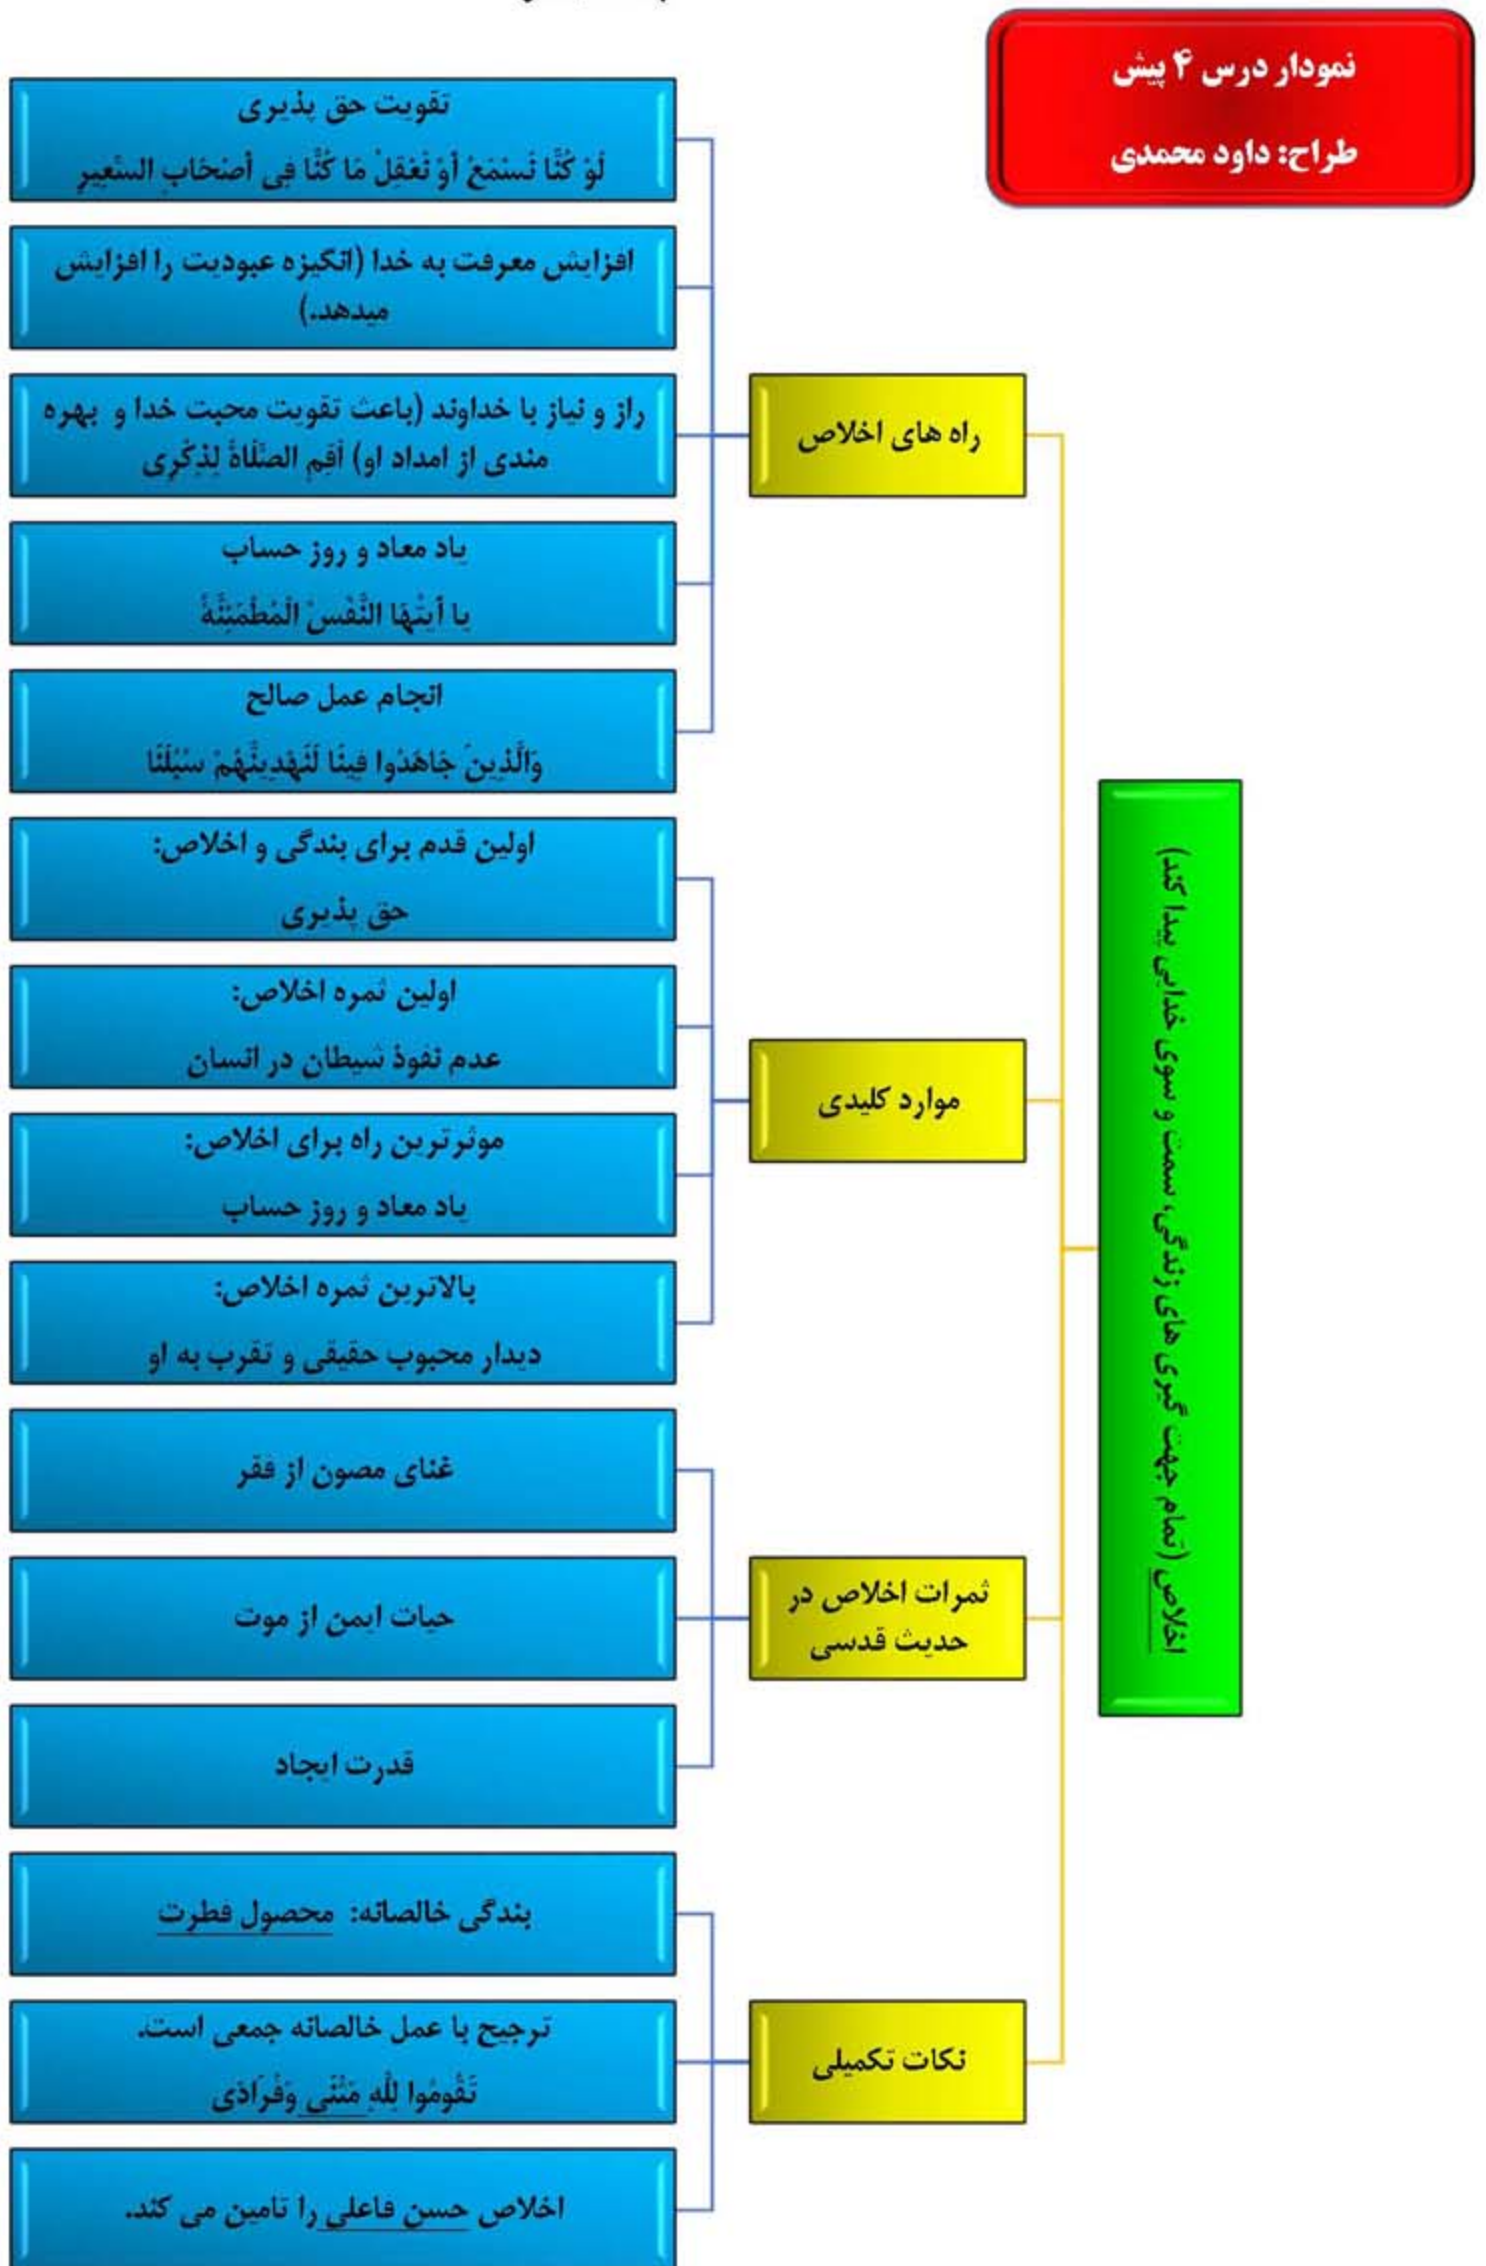 نمودار درس ۴ پیش
طراح: داود محمدی
اخلاص (تمام جهت گیری های زندگی، سمت و سوی خدایی پیدا کند)
راه های اخلاص
تقویت حق پذیری
لَوْ كُنَّا نَسْمَعُ أَوْ نَعْقِلُ مَا كُنَّا فِی أَصْحَابِ السَّعِيرِ
افزایش معرفت به خدا (انگیزه عبودیت را افزایش
میدهد.)
راز و نیاز با خداوند (باعث تقویت محبت خدا و بهره
مندی از امداد او) أَقِمِ الصَّلَاةَ لِذِكْرِی
یاد معاد و روز حساب
یا أَیتُهَا النَّفْسُ الْمُطْمَئِنَّةُ
انجام عمل صالح
وَالَّذِینَ جَاهَدُوا فِینَا لَنَهْدِینَّهُمْ سُبُلَنَا
موارد کلیدی
اولین قدم برای بندگی و اخلاص:
حق پذیری
اولین ثمره اخلاص:
عدم نفوذ شیطان در انسان
موثرترین راه برای اخلاص:
یاد معاد و روز حساب
بالاترین ثمره اخلاص:
دیدار محبوب حقیقی و تقرب به او
ثمرات اخلاص در
حدیث قدسی
غنای مصون از فقر
حیات ایمن از موت
قدرت ایجاد
نکات تکمیلی
بندگی خالصانه: محصول فطرت
ترجیح با عمل خالصانه جمعی است.
تَقُومُوا لِلَّهِ مَثْنَى وَفُرَادَى
اخلاص حسن فاعلی را تامین می کند.